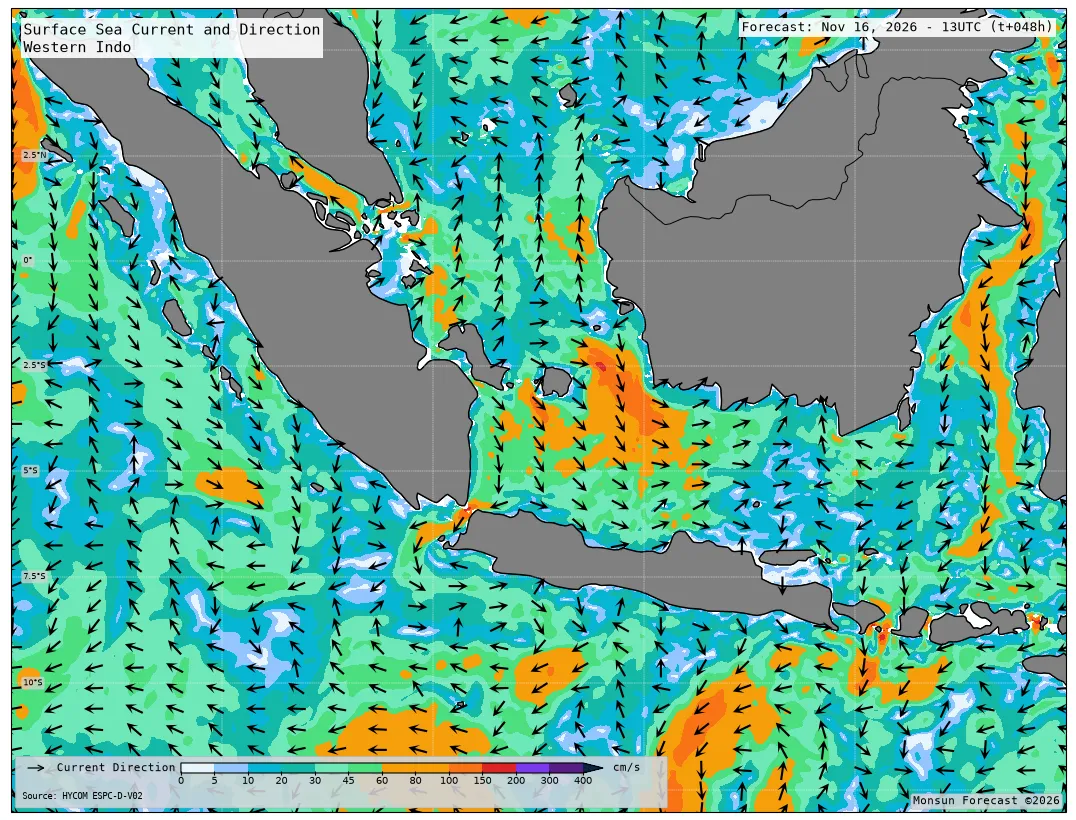 Surface Sea Current and Direction
Western Indo
Forecast: Nov 16, 2026 - 13UTC (t+048h)
2.5°N
0°
2.5°S
5°S
7.5°S
10°S
Current Direction
0 5 10 20 30 45 60 80 100 150 200 300 400 cm/s
Source: HYCOM ESPC-D-V02
Monsun Forecast ©2026